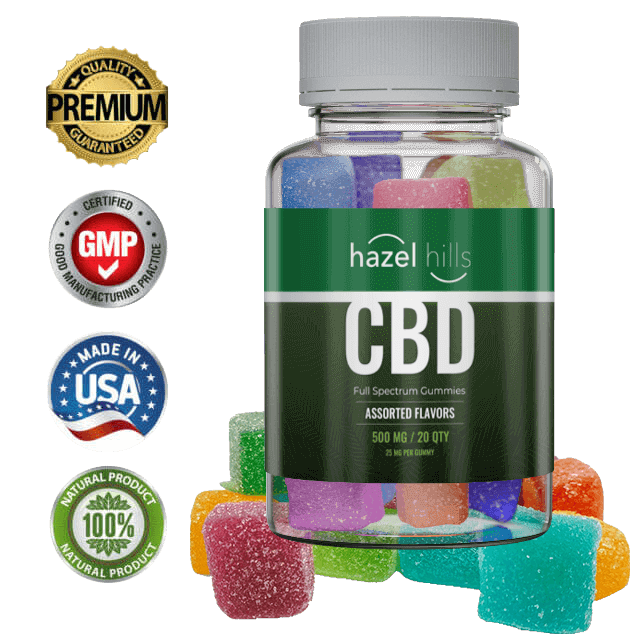 QUALITY
PREMIUM
GUARANTEED
CERTIFIED
GMP
GOOD MANUFACTURING PRACTICE
MADE IN
USA
NATURAL PRODUCT
100%
NATURAL PRODUCT
hazel hills
CBD
Full Spectrum Gummies
ASSORTED FLAVORS
500 MG / 20 QTY
25 MG PER GUMMY